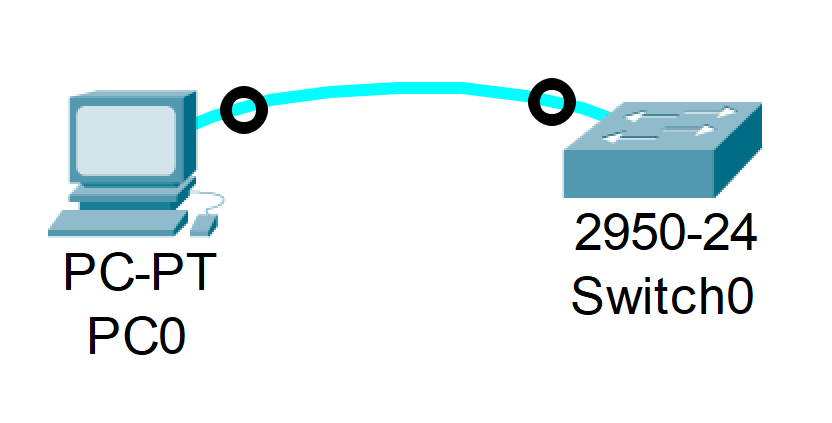 PC-PT
PC0
2950-24
Switch0